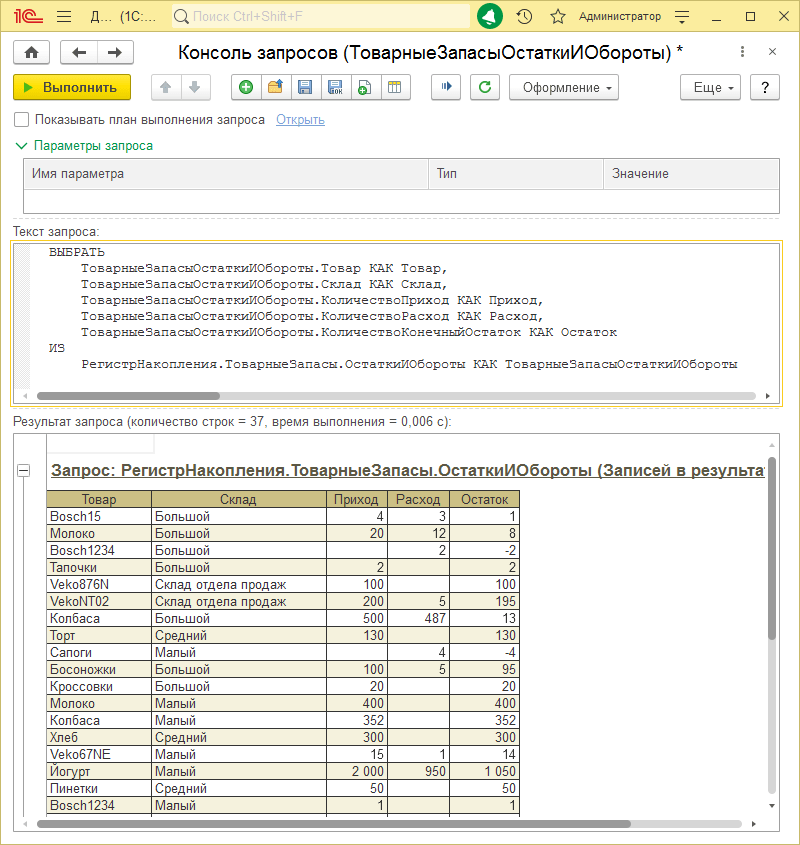 1С Д... (1С: Поиск Ctrl+Shift+F Администратор
Консоль запросов (ТоварныеЗапасыОстаткиИОбороты) *
Выполнить Оформление Еще ?
Показывать план выполнения запроса Открыть
Параметры запроса
Имя параметра Тип Значение
Текст запроса:
ВЫБРАТЬ
ТоварныеЗапасыОстаткиИОбороты.Товар КАК Товар,
ТоварныеЗапасыОстаткиИОбороты.Склад КАК Склад,
ТоварныеЗапасыОстаткиИОбороты.КоличествоПриход КАК Приход,
ТоварныеЗапасыОстаткиИОбороты.КоличествоРасход КАК Расход,
ТоварныеЗапасыОстаткиИОбороты.КоличествоКонечныйОстаток КАК Остаток
ИЗ
РегистрНакопления.ТоварныеЗапасы.ОстаткиИОбороты КАК ТоварныеЗапасыОстаткиИОбороты
Результат запроса (количество строк = 37, время выполнения = 0,006 с):
Запрос: РегистрНакопления.ТоварныеЗапасы.ОстаткиИОбороты (Записей в результат
Товар Склад Приход Расход Остаток
Bosch15 Большой 4 3 1
Молоко Большой 20 12 8
Bosch1234 Большой 2 -2
Тапочки Большой 2 2
Veko876N Склад отдела продаж 100 100
VekoNT02 Склад отдела продаж 200 5 195
Колбаса Большой 500 487 13
Торт Средний 130 130
Сапоги Малый 4 -4
Босоножки Большой 100 5 95
Кроссовки Большой 20 20
Молоко Малый 400 400
Колбаса Малый 352 352
Хлеб Средний 300 300
Veko67NE Малый 15 1 14
Йогурт Малый 2 000 950 1 050
Пинетки Средний 50 50
Bosch1234 Малый 1 1